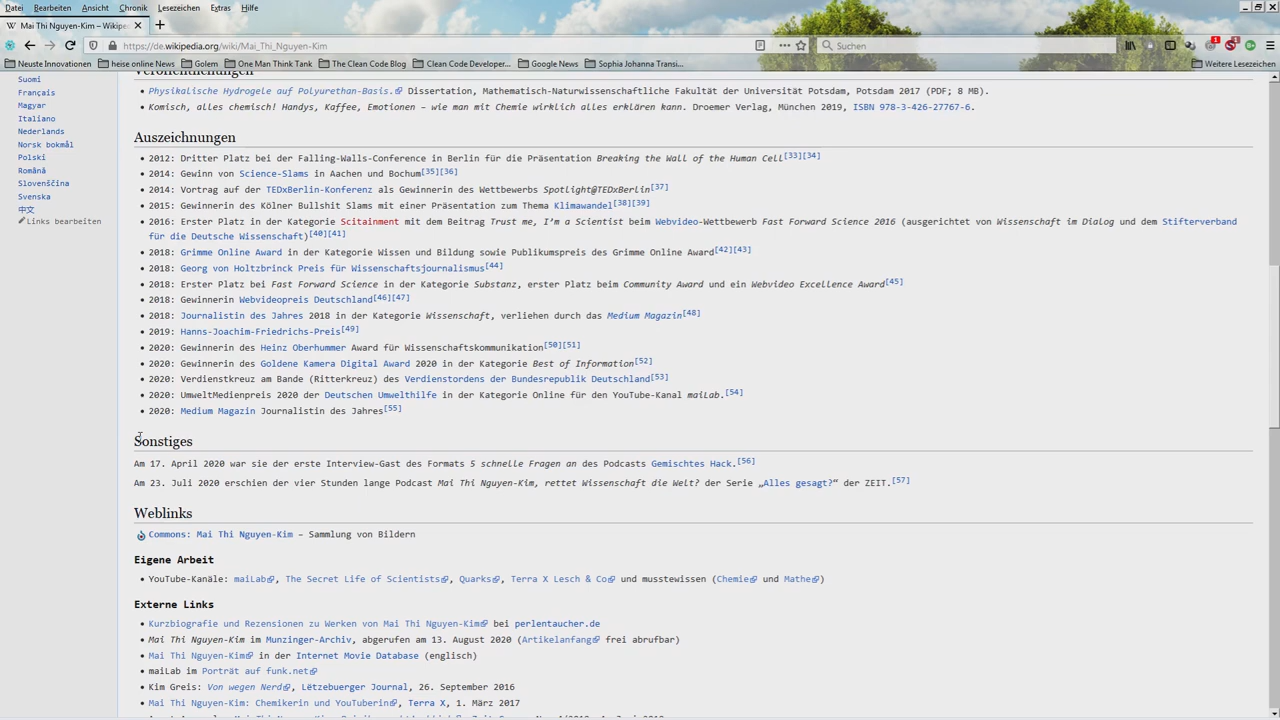 Datei Bearbeiten Ansicht Chronik Lesezeichen Extras Hilfe
Mai Thi Nguyen-Kim – Wikipe
https://de.wikipedia.org/wiki/Mai_Thi_Nguyen-Kim
Suchen
Neuste Innovationen heise online News Golem One Man Think Tank The Clean Code Blog Clean Code Developer... Google News Sophia Johanna Transi... Weitere Lesezeichen
Suomi
Français
Magyar
Italiano
Nederlands
Norsk bokmål
Polski
Română
Slovenščina
Svenska
中文
Links bearbeiten
Veröffentlichungen
Physikalische Hydrogele auf Polyurethan-Basis. Dissertation, Mathematisch-Naturwissenschaftliche Fakultät der Universität Potsdam, Potsdam 2017 (PDF; 8 MB).
Komisch, alles chemisch! Handys, Kaffee, Emotionen – wie man mit Chemie wirklich alles erklären kann. Droemer Verlag, München 2019, ISBN 978-3-426-27767-6.
Auszeichnungen
2012: Dritter Platz bei der Falling-Walls-Conference in Berlin für die Präsentation Breaking the Wall of the Human Cell[33][34]
2014: Gewinn von Science-Slams in Aachen und Bochum[35][36]
2014: Vortrag auf der TEDxBerlin-Konferenz als Gewinnerin des Wettbewerbs Spotlight@TEDxBerlin[37]
2015: Gewinnerin des Kölner Bullshit Slams mit einer Präsentation zum Thema Klimawandel[38][39]
2016: Erster Platz in der Kategorie Scitainment mit dem Beitrag Trust me, I'm a Scientist beim Webvideo-Wettbewerb Fast Forward Science 2016 (ausgerichtet von Wissenschaft im Dialog und dem Stifterverband
für die Deutsche Wissenschaft)[40][41]
2018: Grimme Online Award in der Kategorie Wissen und Bildung sowie Publikumspreis des Grimme Online Award[42][43]
2018: Georg von Holtzbrinck Preis für Wissenschaftsjournalismus[44]
2018: Erster Platz bei Fast Forward Science in der Kategorie Substanz, erster Platz beim Community Award und ein Webvideo Excellence Award[45]
2018: Gewinnerin Webvideopreis Deutschland[46][47]
2018: Journalistin des Jahres 2018 in der Kategorie Wissenschaft, verliehen durch das Medium Magazin[48]
2019: Hanns-Joachim-Friedrichs-Preis[49]
2020: Gewinnerin des Heinz Oberhummer Award für Wissenschaftskommunikation[50][51]
2020: Gewinnerin des Goldene Kamera Digital Award 2020 in der Kategorie Best of Information[52]
2020: Verdienstkreuz am Bande (Ritterkreuz) des Verdienstordens der Bundesrepublik Deutschland[53]
2020: UmweltMedienpreis 2020 der Deutschen Umwelthilfe in der Kategorie Online für den YouTube-Kanal maiLab.[54]
2020: Medium Magazin Journalistin des Jahres[55]
Sonstiges
Am 17. April 2020 war sie der erste Interview-Gast des Formats 5 schnelle Fragen an des Podcasts Gemischtes Hack.[56]
Am 23. Juli 2020 erschien der vier Stunden lange Podcast Mai Thi Nguyen-Kim, rettet Wissenschaft die Welt? der Serie „Alles gesagt?“ der ZEIT.[57]
Weblinks
Commons: Mai Thi Nguyen-Kim – Sammlung von Bildern
Eigene Arbeit
YouTube-Kanäle: maiLab, The Secret Life of Scientists, Quarks, Terra X Lesch & Co und musstewissen (Chemie und Mathe)
Externe Links
Kurzbiografie und Rezensionen zu Werken von Mai Thi Nguyen-Kim bei perlentaucher.de
Mai Thi Nguyen-Kim im Munzinger-Archiv, abgerufen am 13. August 2020 (Artikelanfang frei abrufbar)
Mai Thi Nguyen-Kim in der Internet Movie Database (englisch)
maiLab im Porträt auf funk.net
Kim Greis: Von wegen Nerd, Lëtzebuerger Journal, 26. September 2016
Mai Thi Nguyen-Kim: Chemikerin und YouTuberin, Terra X, 1. März 2017